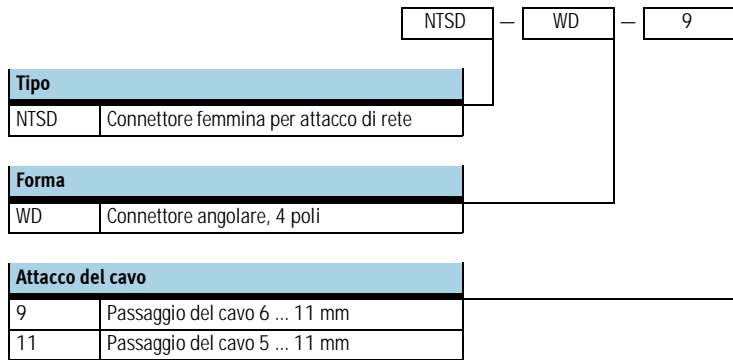 NTSD — WD — 9
Tipo
NTSD Connettore femmina per attacco di rete
Forma
WD Connettore angolare, 4 poli
Attacco del cavo
9 Passaggio del cavo 6 ... 11 mm
11 Passaggio del cavo 5 ... 11 mm